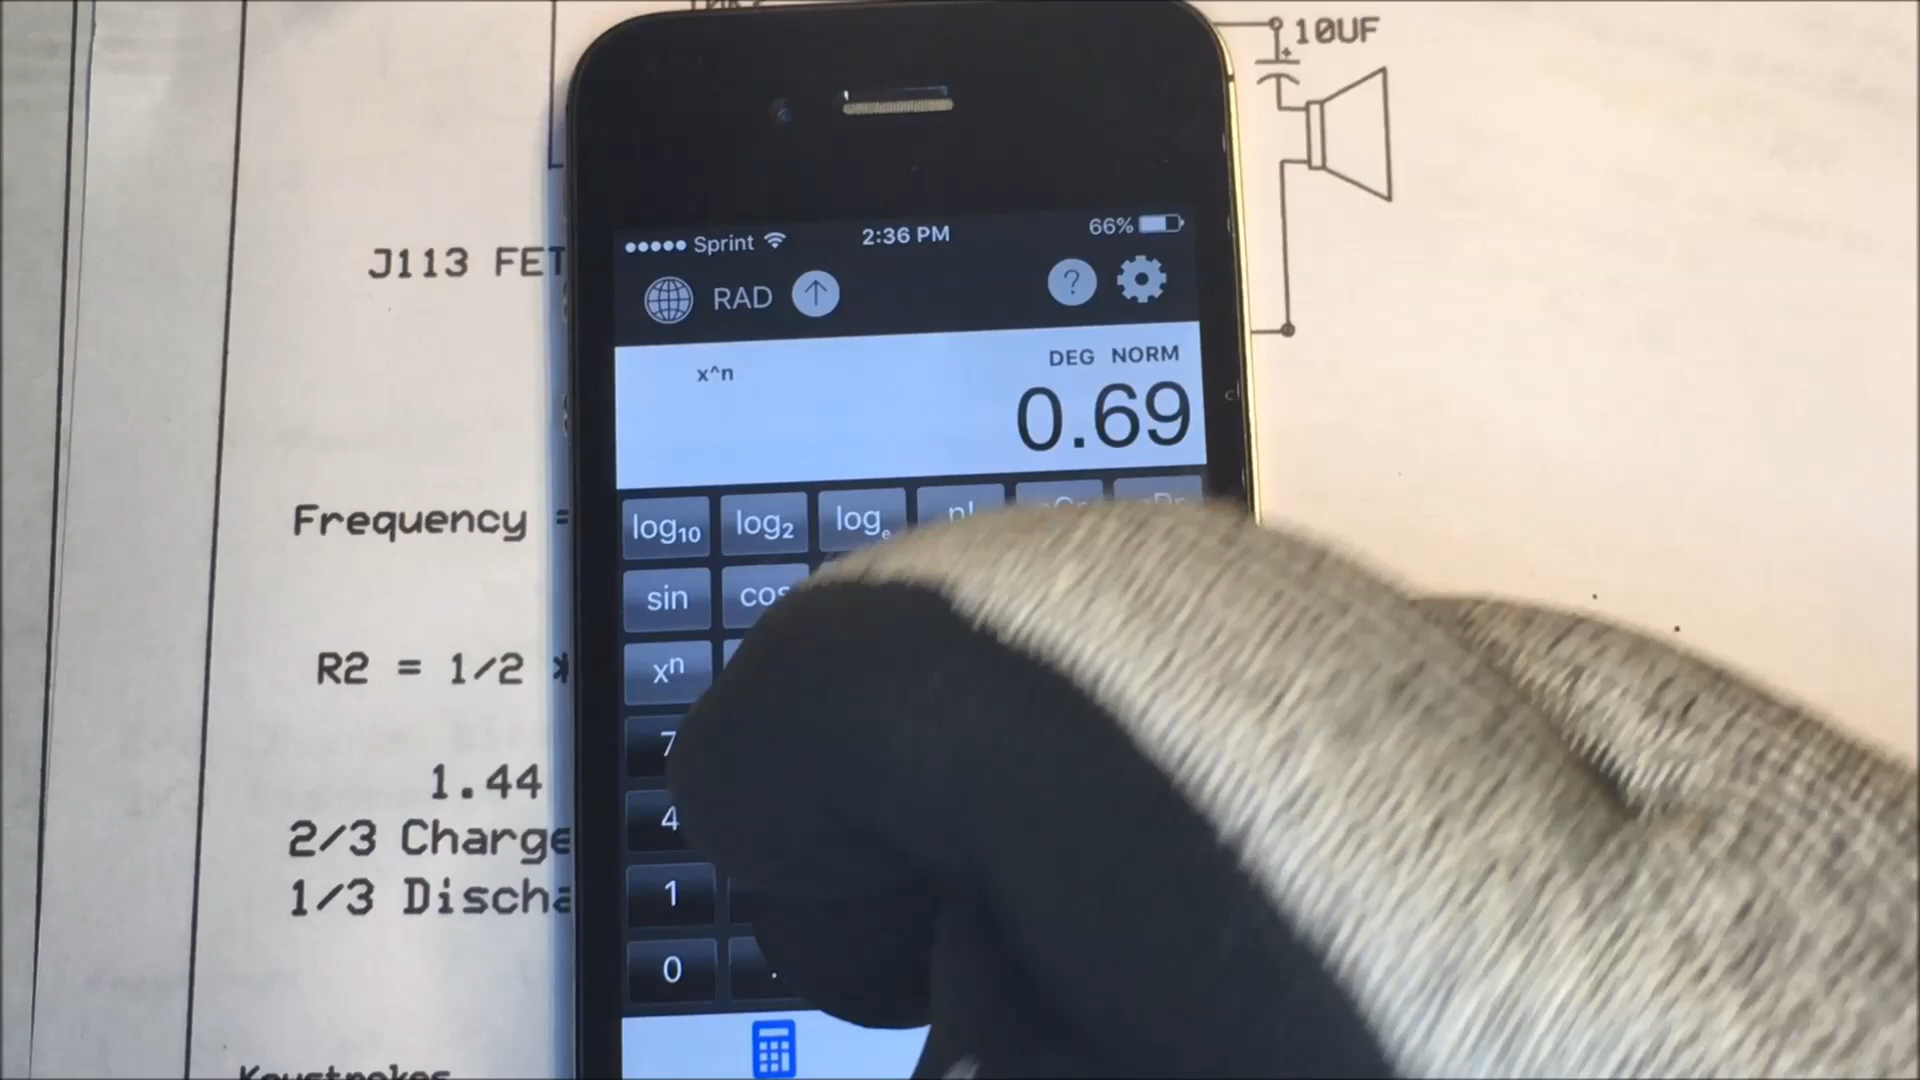 10UF
J113 FET
Sprint 2:36 PM 66%
RAD ↑ ?
DEG NORM
x^n
0.69
Frequency =
log10 log2 loge n!
sin cos
R2 = 1/2 *
xn
7
1.44
4
2/3 Charge
1
1/3 Discha
0 .